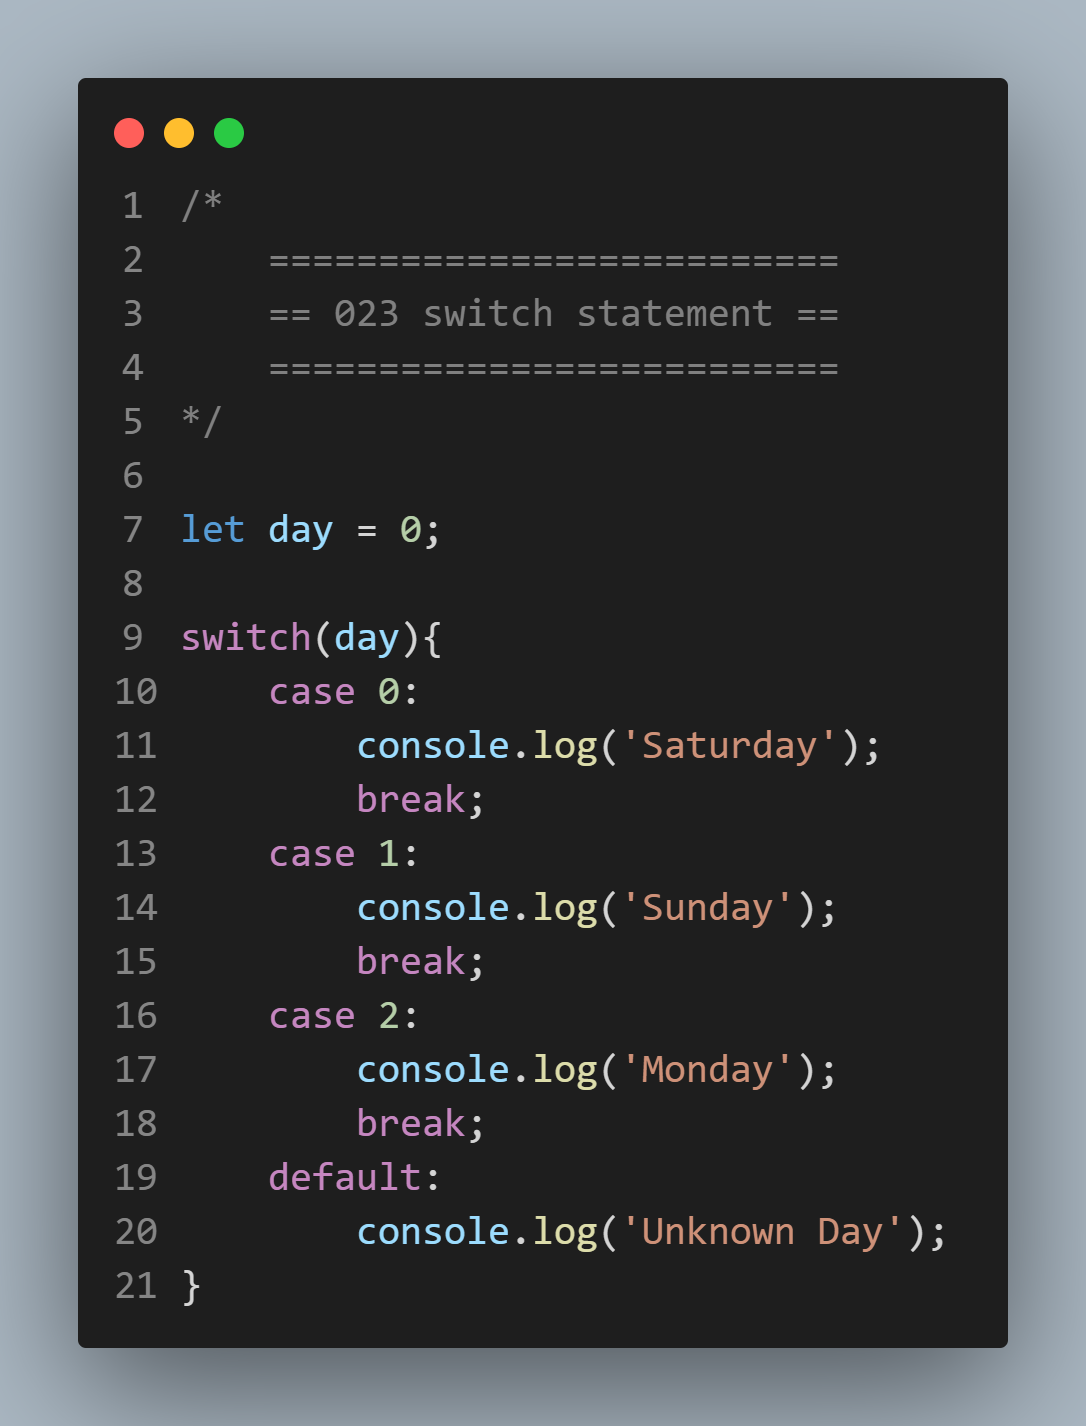 1 /*
2     ==========================
3     == 023 switch statement ==
4     ==========================
5 */
6
7 let day = 0;
8
9 switch(day){
10     case 0:
11         console.log('Saturday');
12         break;
13     case 1:
14         console.log('Sunday');
15         break;
16     case 2:
17         console.log('Monday');
18         break;
19     default:
20         console.log('Unknown Day');
21 }